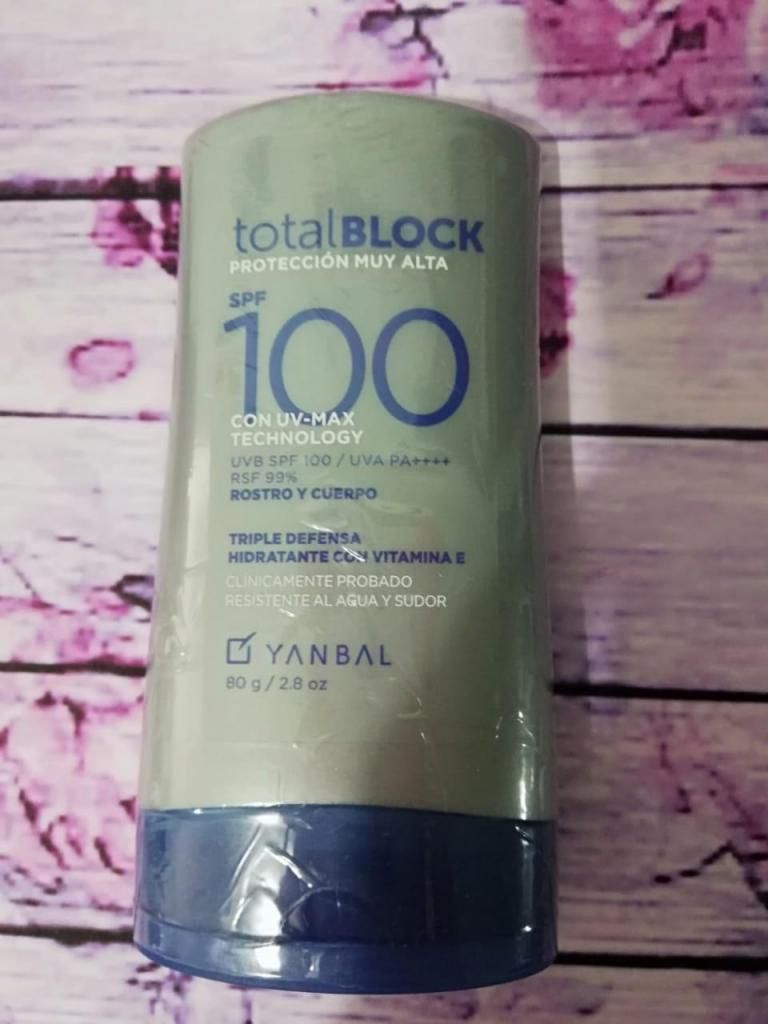 totalBLOCK
PROTECCIÓN MUY ALTA
SPF
100
CON UV-MAX
TECHNOLOGY
UVB SPF 100 / UVA PA++++
RSF 99%
ROSTRO Y CUERPO
TRIPLE DEFENSA
HIDRATANTE CON VITAMINA E
CLINICAMENTE PROBADO
RESISTENTE AL AGUA Y SUDOR
YANBAL
80 g / 2.8 oz